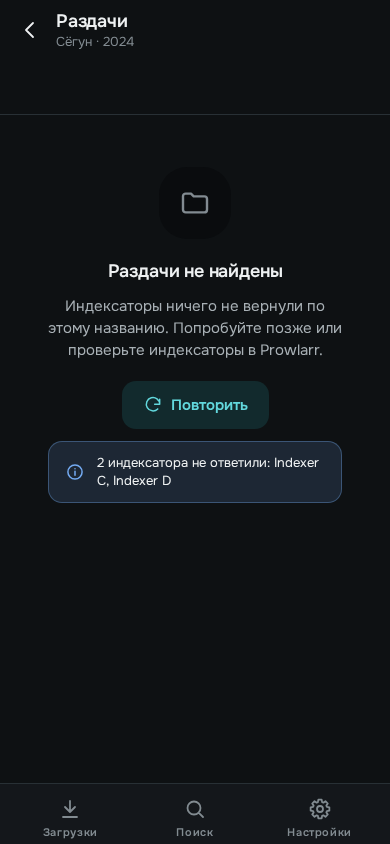 Раздачи
Сёгун · 2024
Раздачи не найдены
Индексаторы ничего не вернули по
этому названию. Попробуйте позже или
проверьте индексаторы в Prowlarr.
Повторить
2 индексатора не ответили: Indexer
C, Indexer D
Загрузки
Поиск
Настройки